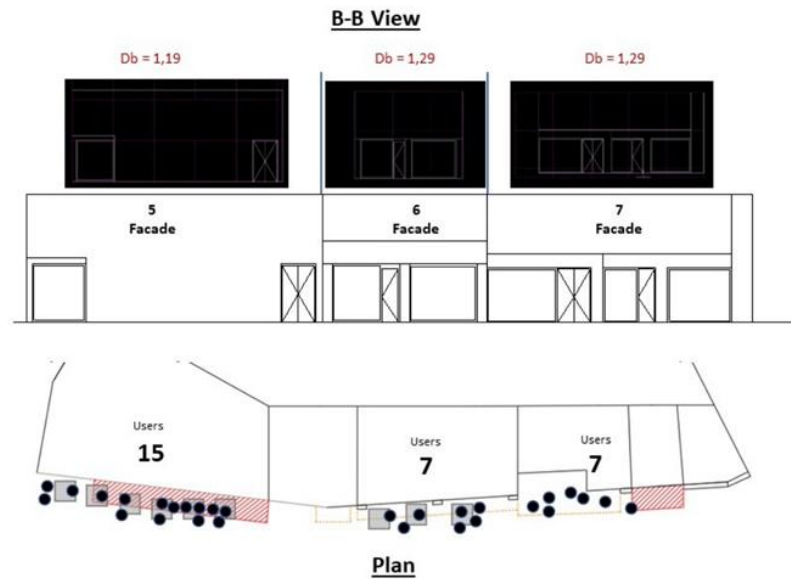 B-B View
Db = 1,19
Db = 1,29
Db = 1,29
5
Facade
6
Facade
7
Facade
Users
15
Users
7
Users
7
Plan